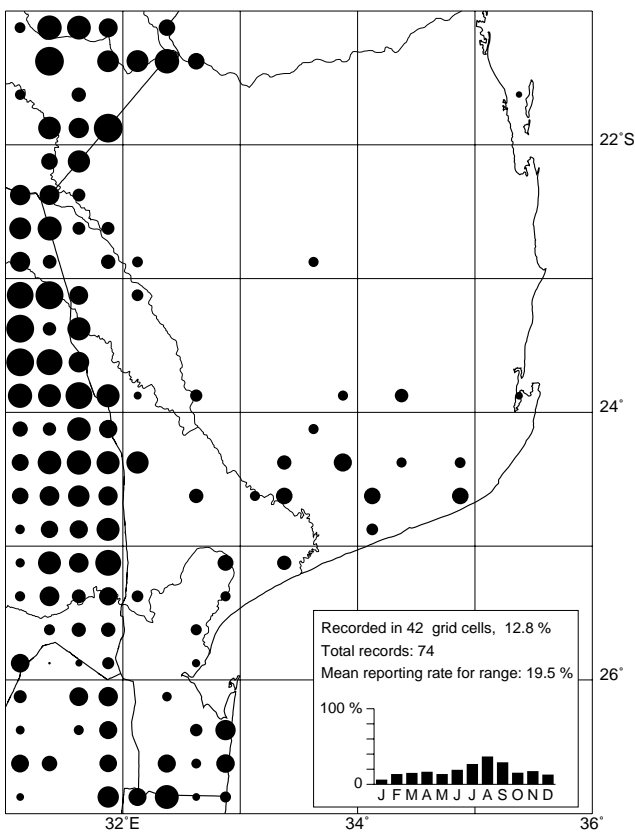 22°S
24°
Recorded in 42 grid cells, 12.8 %
Total records: 74
Mean reporting rate for range: 19.5 %
26°
100 %
0
J F M A M J J A S O N D
32°E 34° 36°